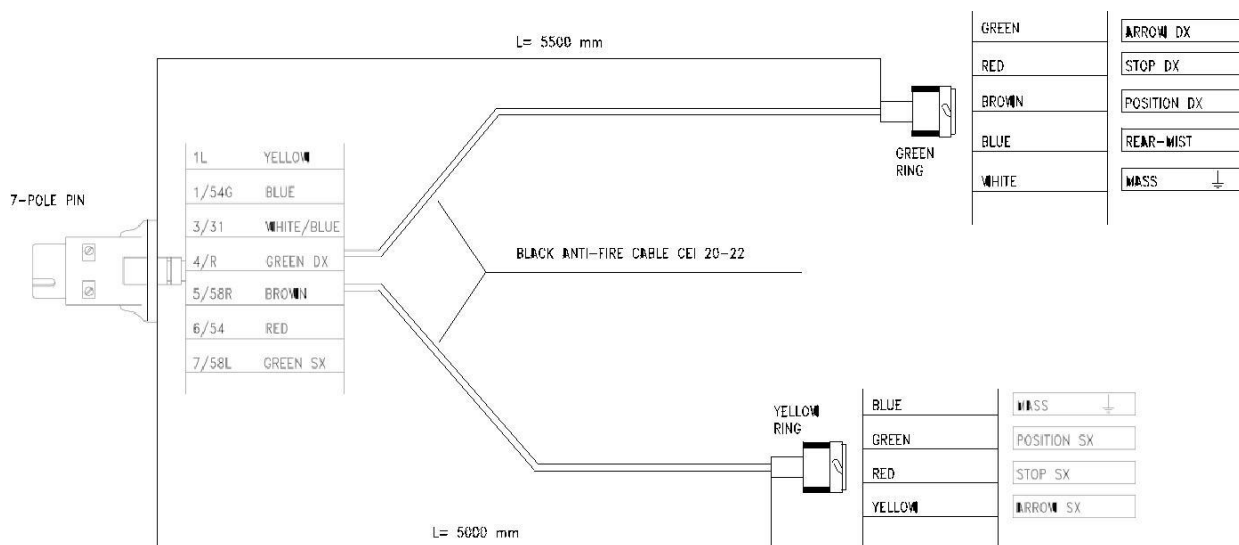 L= 5500 mm
7-POLE PIN
1L YELLOW
1/54G BLUE
3/31 WHITE/BLUE
4/R GREEN DX
5/58R BROWN
6/54 RED
7/58L GREEN SX
BLACK ANTI-FIRE CABLE CEI 20-22
GREEN
RING
GREEN ARROW DX
RED STOP DX
BROWN POSITION DX
BLUE REAR-MIST
WHITE MASS
YELLOW
RING
BLUE MASS
GREEN POSITION SX
RED STOP SX
YELLOW ARROW SX
L= 5000 mm